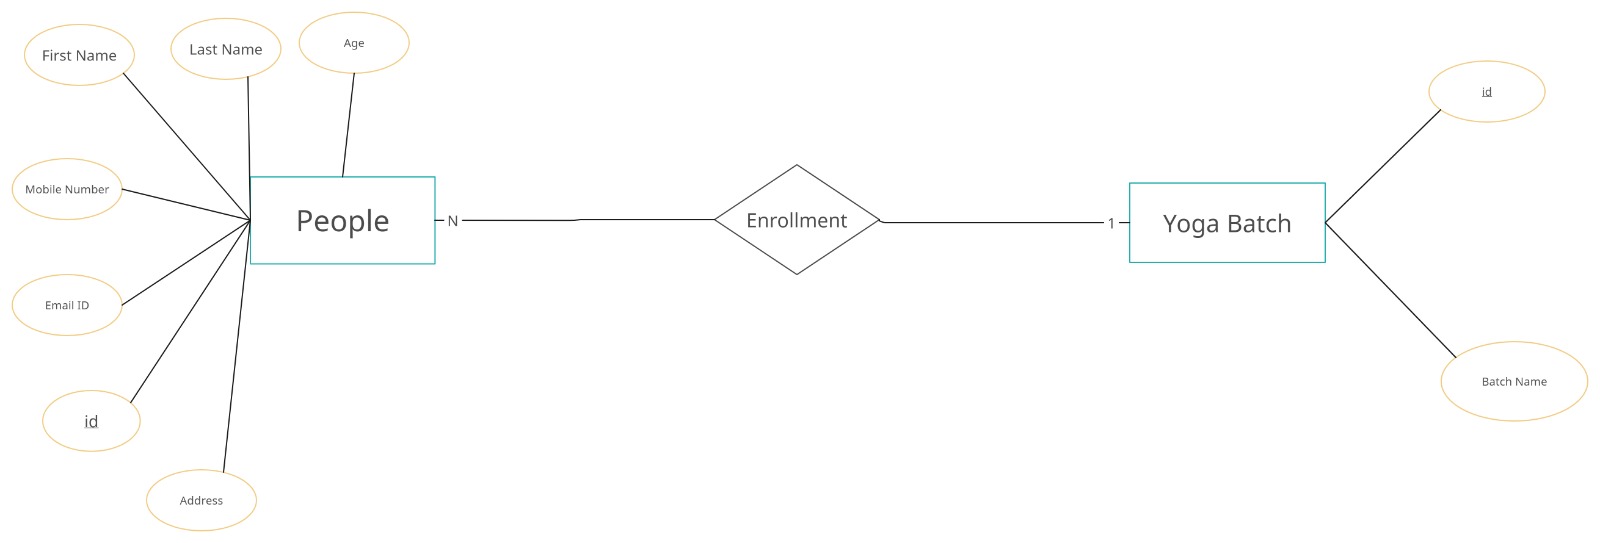 First Name
Last Name
Age
id
Mobile Number
People
N
Enrollment
1
Yoga Batch
Email ID
Batch Name
id
Address